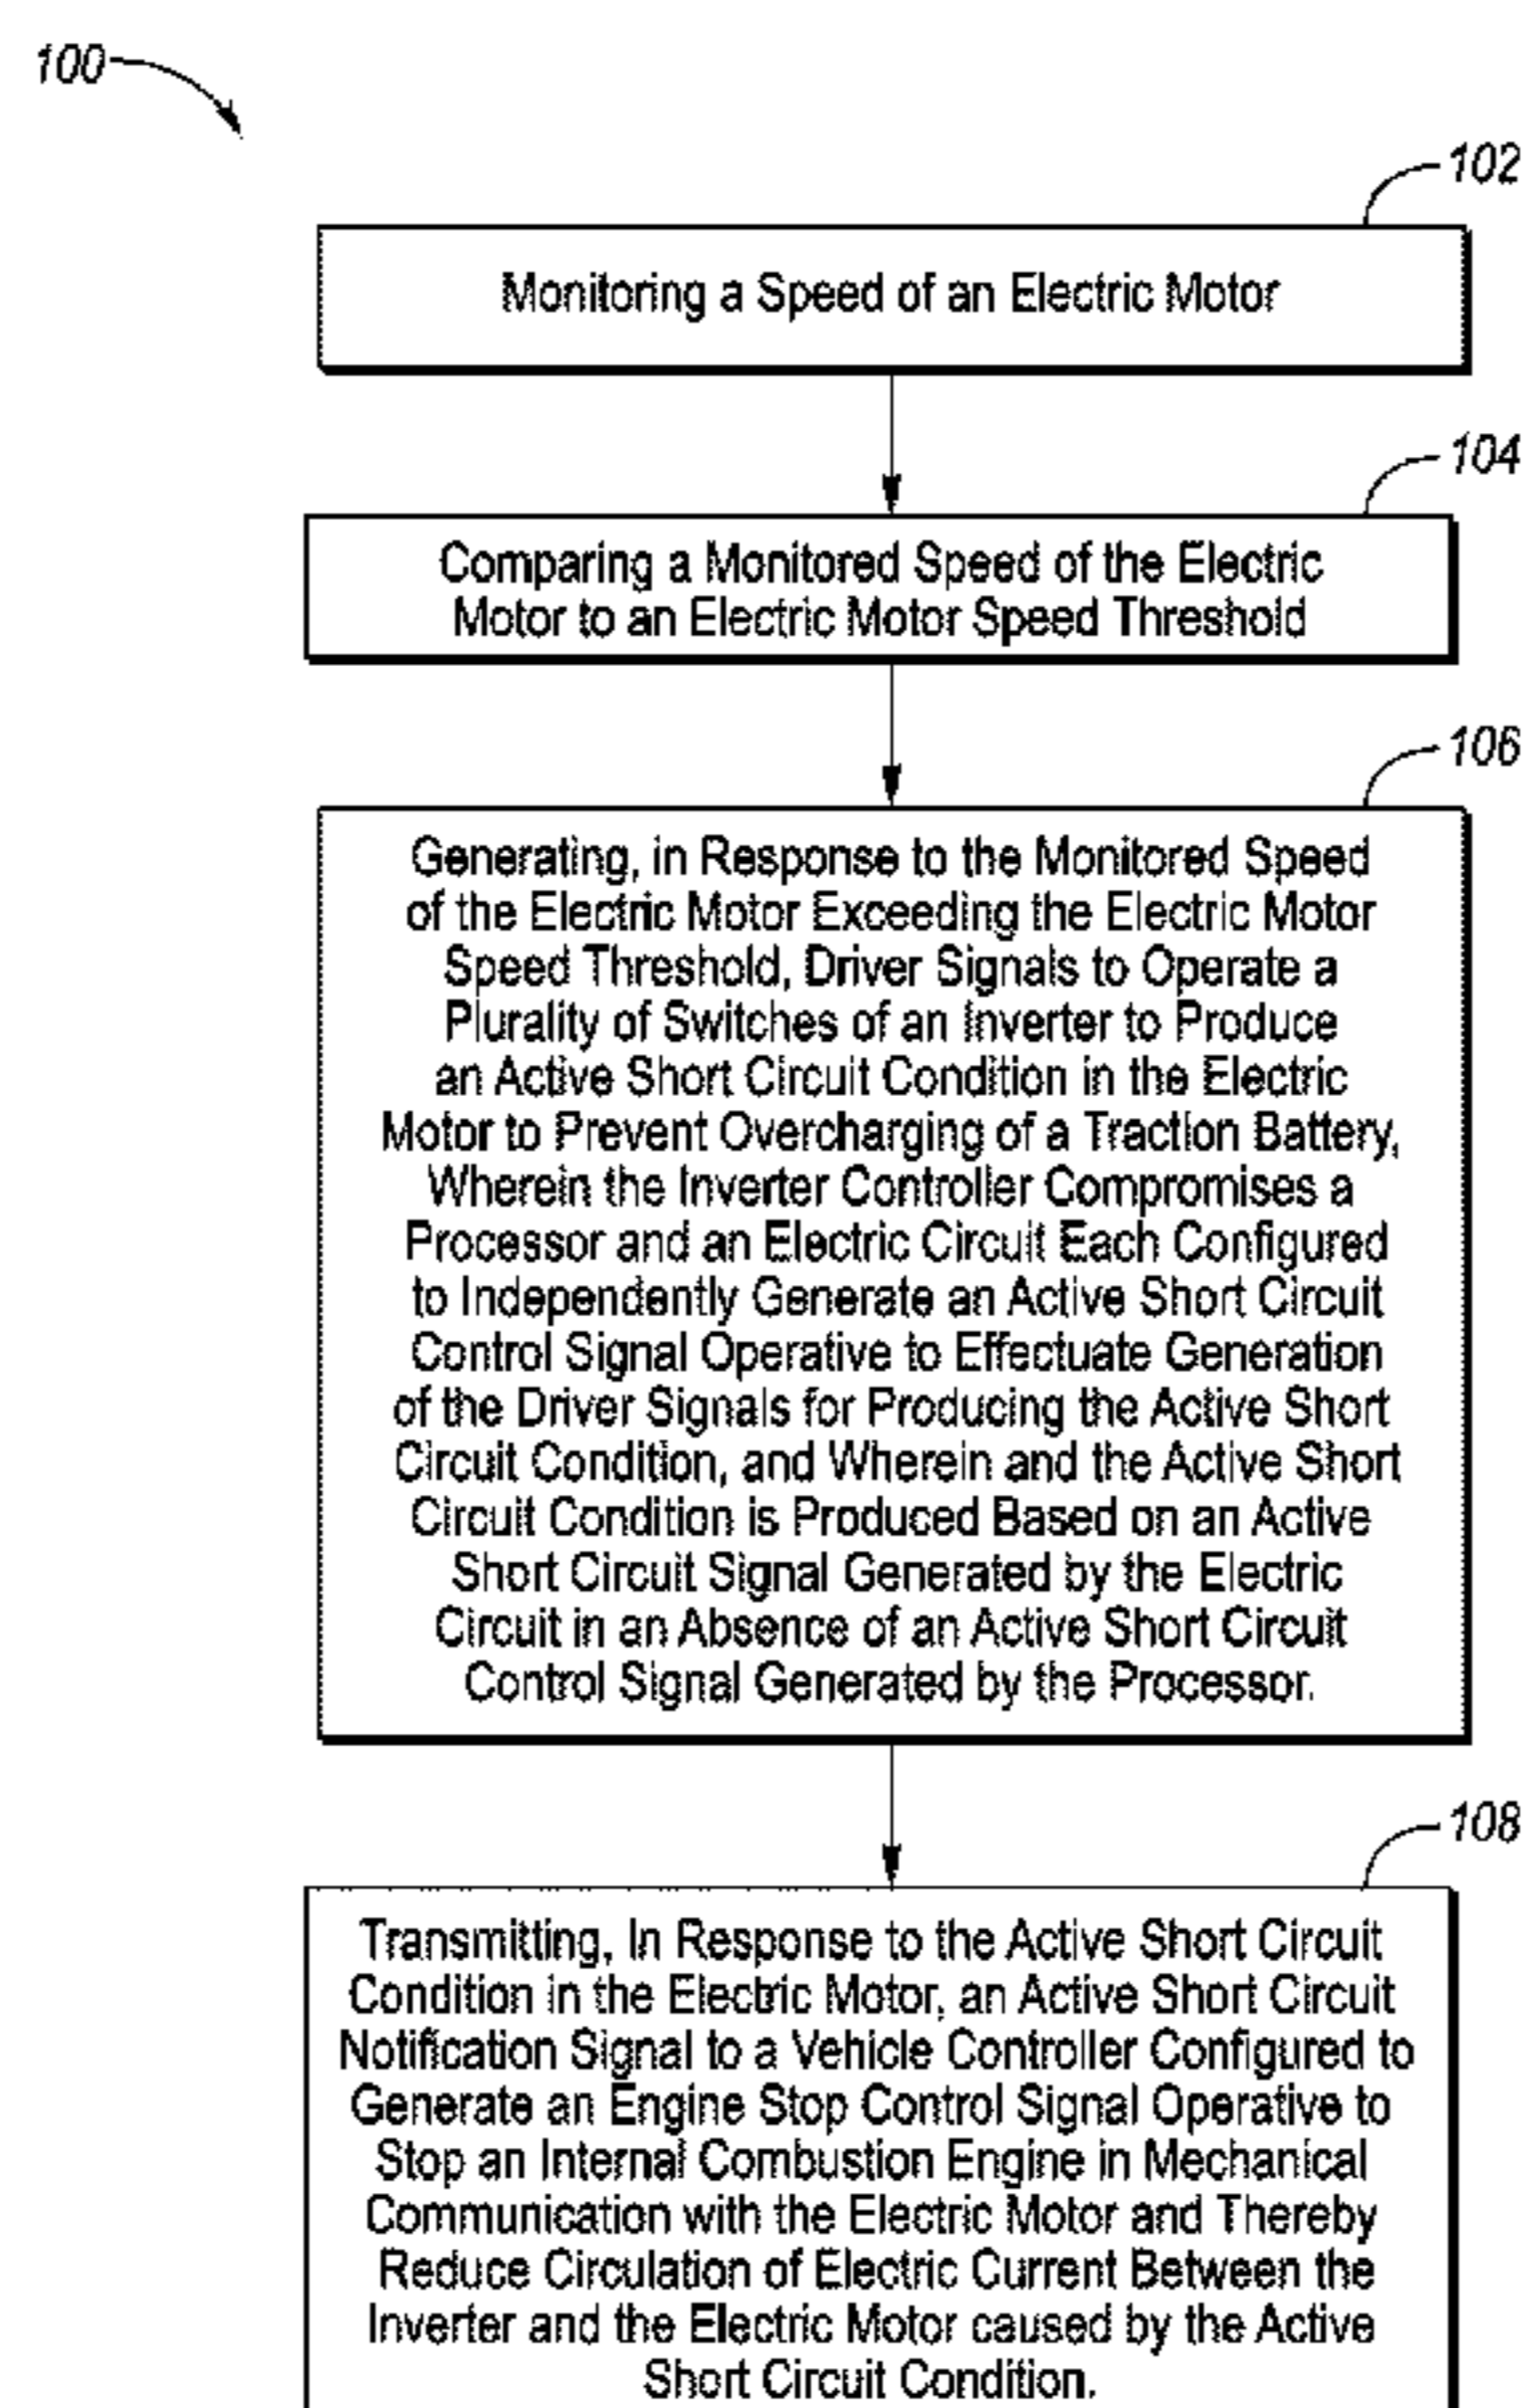 100
102
Monitoring a Speed of an Electric Motor
104
Comparing a Monitored Speed of the Electric
Motor to an Electric Motor Speed Threshold
106
Generating, in Response to the Monitored Speed
of the Electric Motor Exceeding the Electric Motor
Speed Threshold, Driver Signals to Operate a
Plurality of Switches of an Inverter to Produce
an Active Short Circuit Condition in the Electric
Motor to Prevent Overcharging of a Traction Battery,
Wherein the Inverter Controller Compromises a
Processor and an Electric Circuit Each Configured
to Independently Generate an Active Short Circuit
Control Signal Operative to Effectuate Generation
of the Driver Signals for Producing the Active Short
Circuit Condition, and Wherein and the Active Short
Circuit Condition is Produced Based on an Active
Short Circuit Signal Generated by the Electric
Circuit in an Absence of an Active Short Circuit
Control Signal Generated by the Processor.
108
Transmitting, In Response to the Active Short Circuit
Condition in the Electric Motor, an Active Short Circuit
Notification Signal to a Vehicle Controller Configured to
Generate an Engine Stop Control Signal Operative to
Stop an Internal Combustion Engine in Mechanical
Communication with the Electric Motor and Thereby
Reduce Circulation of Electric Current Between the
Inverter and the Electric Motor caused by the Active
Short Circuit Condition.